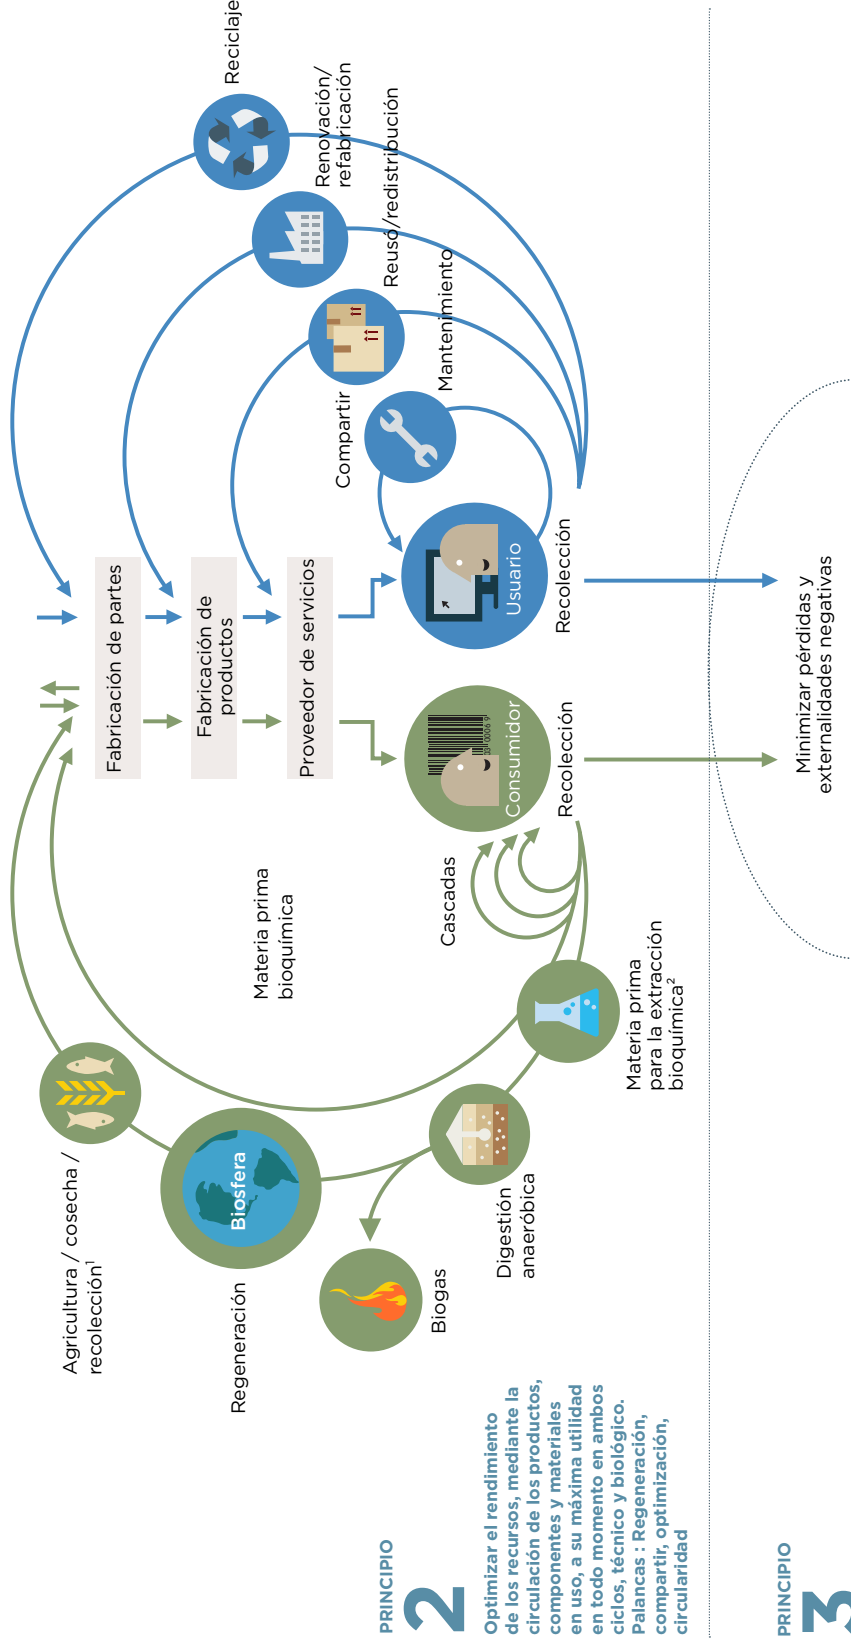 PRINCIPIO
2
Optimizar el rendimiento
de los recursos, mediante la
circulación de los productos,
componentes y materiales
en uso, a su máxima utilidad
en todo momento en ambos
ciclos, técnico y biológico.
Palancas : Regeneración,
compartir, optimización,
circularidad
Agricultura / cosecha /
recolección¹
Regeneración
Biosfera
Biogas
Digestión
anaeróbica
Materia prima
para la extracción
bioquímica²
Materia prima
bioquímica
Cascadas
Fabricación de partes
Fabricación de
productos
Proveedor de servicios
Consumidor
Recolección
Usuario
Recolección
Compartir
Mantenimiento
Reusó/redistribución
Renovación/
refabricación
Reciclaje
PRINCIPIO
3
Minimizar pérdidas y
externalidades negativas